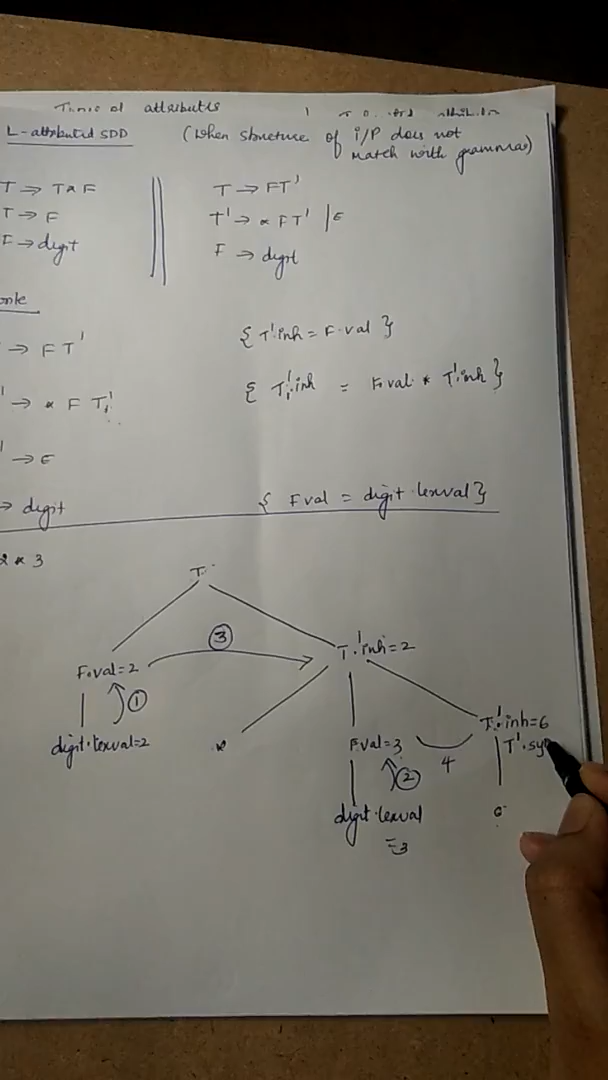 attributes
L-attributed SDD (when structure of i/P does not match with grammar)
T → T * F T → FT'
T → F T' → * FT' | ϵ
F → digit F → digit
→ FT' { T'.inh = F.val }
→ * F T₁' { T₁'.inh = F.val * T'.inh }
→ ϵ
→ digit { F.val = digit.lexval }
2 * 3
T
③
T'.inh = 2
F.val = 2
①
digit.lexval = 2
*
T₁'.inh = 6
F.val = 3
T'.syn
4
②
digit.lexval
= 3
ϵ